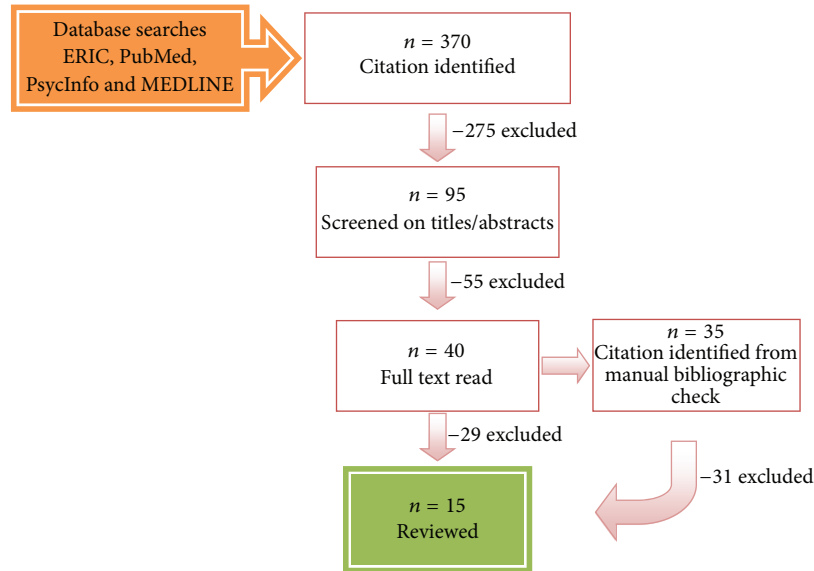 Database searches
ERIC, PubMed,
PsycInfo and MEDLINE
n = 370
Citation identified
−275 excluded
n = 95
Screened on titles/abstracts
−55 excluded
n = 40
Full text read
n = 35
Citation identified from
manual bibliographic
check
−29 excluded
−31 excluded
n = 15
Reviewed